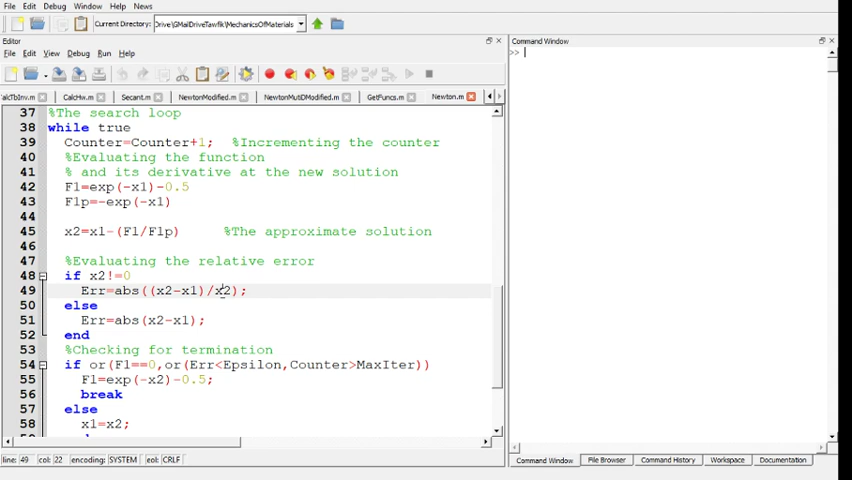 File Edit View Debug Window Help News
Current Directory: Drive\GMailDriveTawfik\MechanicsOfMaterials
Editor
File Edit View Debug Run Help
CalcTbInv.m CalcHw.m Secant.m NewtonModified.m NewtonMutiDModified.m GetFuncs.m Newton.m
37 %The search loop
38 while true
39 Counter=Counter+1; %Incrementing the counter
40 %Evaluating the function
41 % and its derivative at the new solution
42 F1=exp(-x1)-0.5
43 F1p=-exp(-x1)
44
45 x2=x1-(F1/F1p) %The approximate solution
46
47 %Evaluating the relative error
48 if x2!=0
49 Err=abs((x2-x1)/x2);
50 else
51 Err=abs(x2-x1);
52 end
53 %Checking for termination
54 if or(F1==0,or(Err<Epsilon,Counter>MaxIter))
55 F1=exp(-x2)-0.5;
56 break
57 else
58 x1=x2;
line: 49 col: 22 encoding: SYSTEM eol: CRLF
Command Window
>>
Command Window File Browser Command History Workspace Documentation